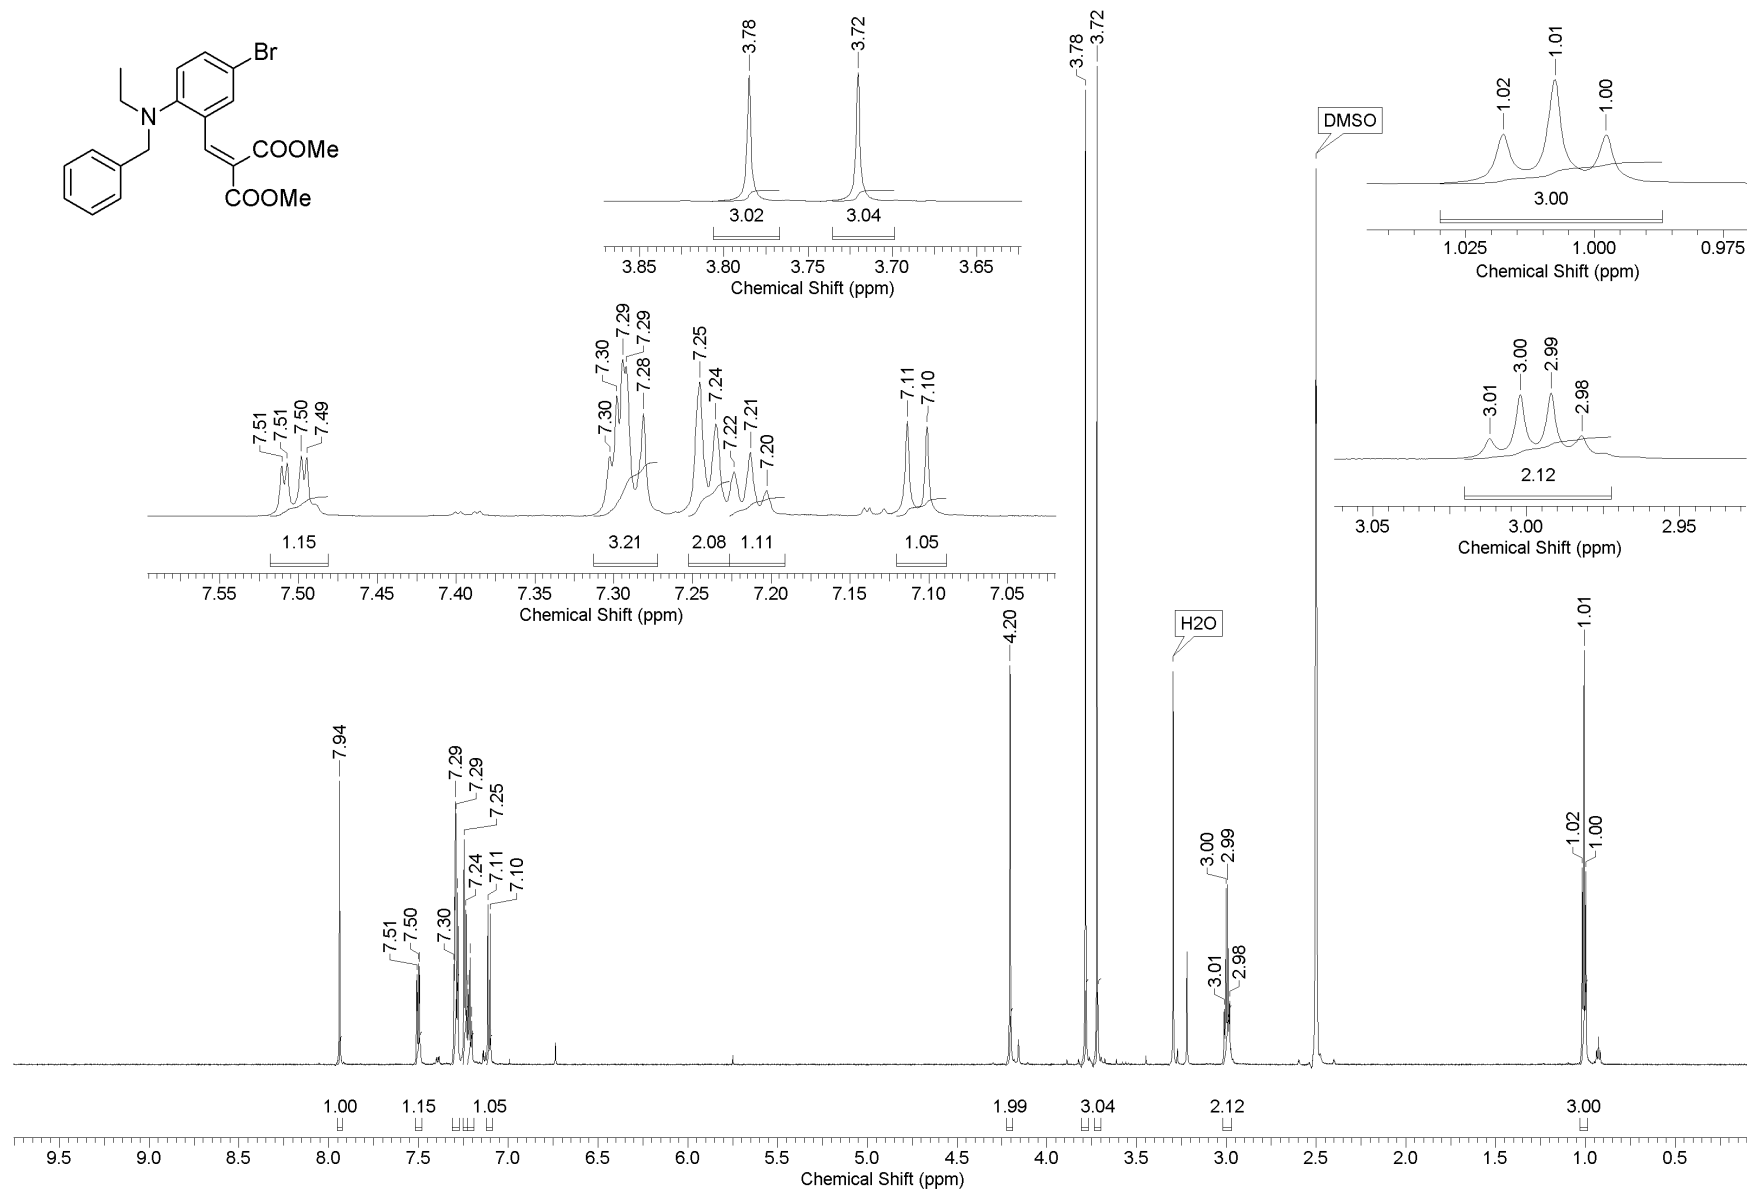 Br
N
COOMe
COOMe
3.78
3.72
3.02
3.04
3.85 3.80 3.75 3.70 3.65
Chemical Shift (ppm)
3.78
3.72
DMSO
1.02
1.01
1.00
3.00
1.025 1.000 0.975
Chemical Shift (ppm)
7.51
7.51
7.50
7.49
7.30
7.30
7.29
7.29
7.28
7.25
7.24
7.22
7.21
7.20
7.11
7.10
1.15 3.21 2.08 1.11 1.05
7.55 7.50 7.45 7.40 7.35 7.30 7.25 7.20 7.15 7.10 7.05
Chemical Shift (ppm)
3.01
3.00
2.99
2.98
2.12
3.05 3.00 2.95
Chemical Shift (ppm)
7.94
7.51
7.50
7.30
7.29
7.29
7.25
7.24
7.11
7.10
4.20
H2O
3.01
3.00
2.99
2.98
1.02
1.01
1.00
1.00 1.15 1.05 1.99 3.04 2.12 3.00
9.5 9.0 8.5 8.0 7.5 7.0 6.5 6.0 5.5 5.0 4.5 4.0 3.5 3.0 2.5 2.0 1.5 1.0 0.5
Chemical Shift (ppm)